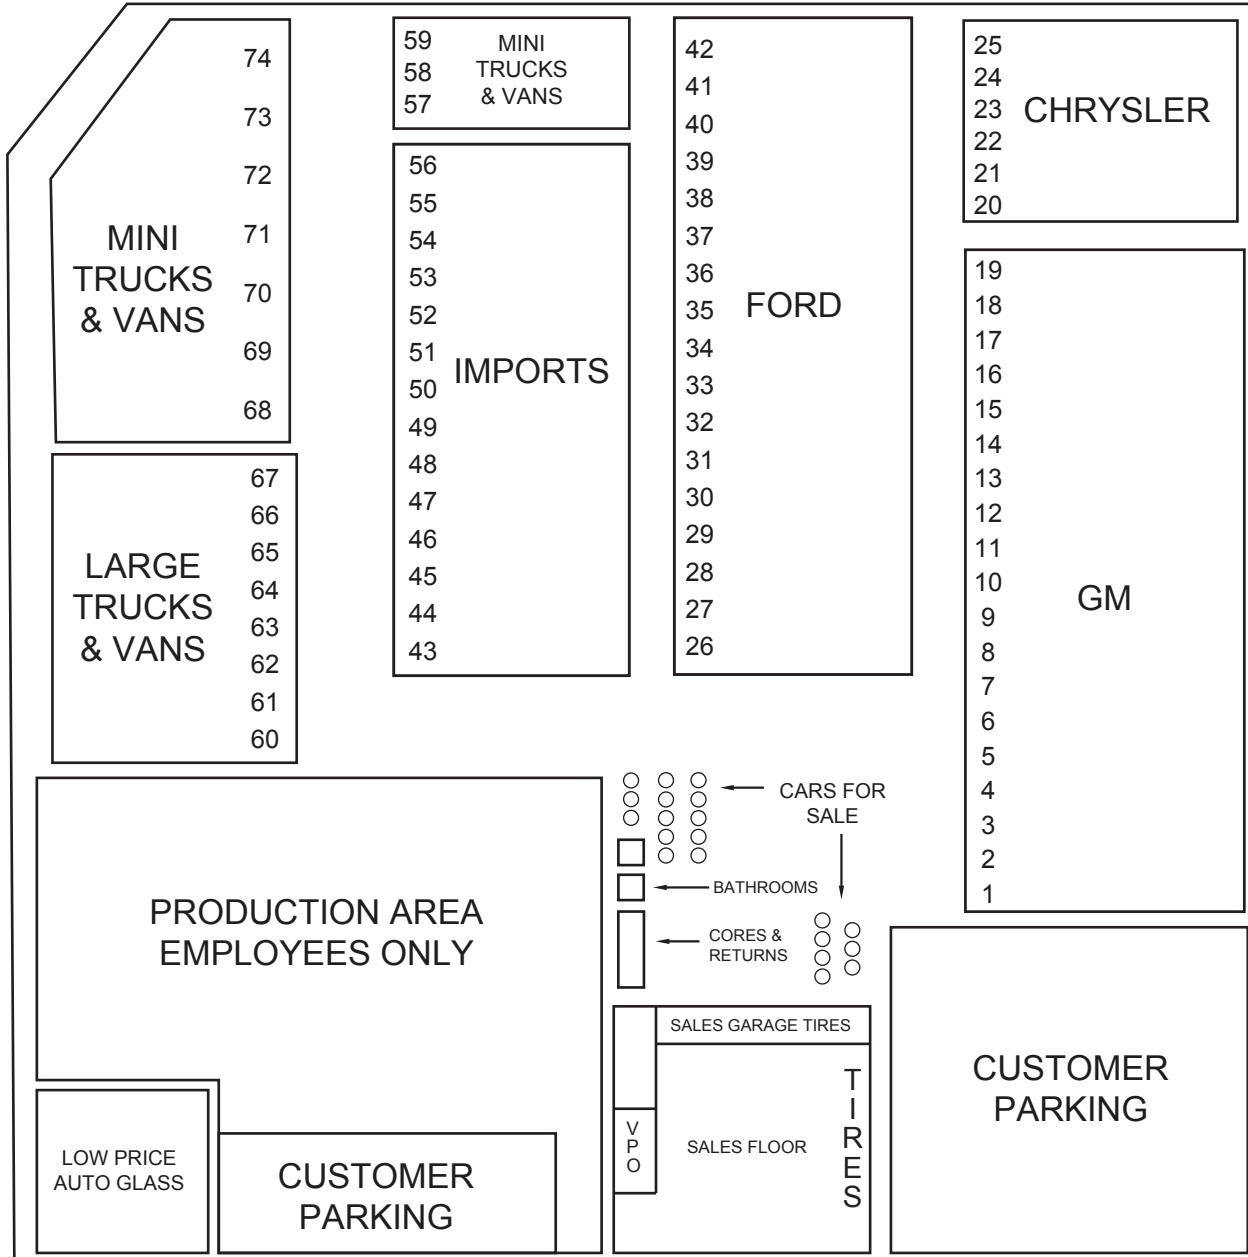 74
73
72
71
70
69
68
MINI
TRUCKS
& VANS
67
66
65
64
63
62
61
60
LARGE
TRUCKS
& VANS
59
58
57
MINI
TRUCKS
& VANS
56
55
54
53
52
51
50
49
48
47
46
45
44
43
IMPORTS
42
41
40
39
38
37
36
35
34
33
32
31
30
29
28
27
26
FORD
25
24
23
22
21
20
CHRYSLER
19
18
17
16
15
14
13
12
11
10
9
8
7
6
5
4
3
2
1
GM
PRODUCTION AREA
EMPLOYEES ONLY
CARS FOR
SALE
BATHROOMS
CORES &
RETURNS
SALES GARAGE TIRES
VPO
SALES FLOOR
TIRES
CUSTOMER
PARKING
LOW PRICE
AUTO GLASS
CUSTOMER
PARKING